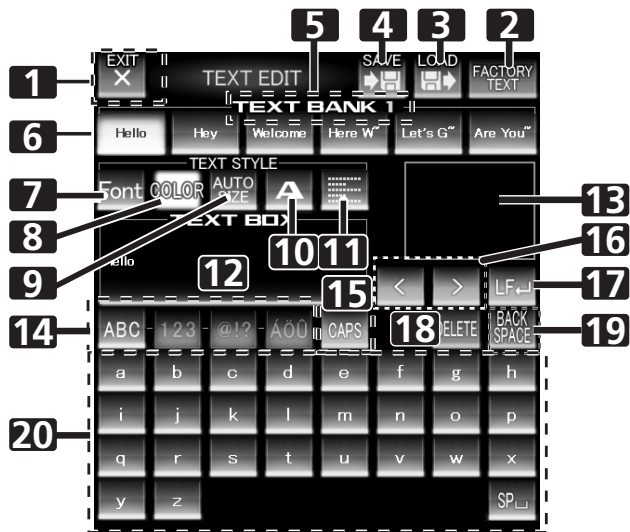 5 4 3 2
1 EXIT × TEXT EDIT SAVE LOAD FACTORY TEXT
TEXT BANK 1
6 Hello Hey Welcome Here W~ Let's G~ Are You~
TEXT STYLE
7 Font COLOR AUTO SIZE A 13
8 TEXT BOX 10 11 16
9 Hello 12 15 < > LF↵ 17
14 ABC 123 @!? ÁÖÛ CAPS 18 DELETE BACK SPACE 19
a b c d e f g h
20 i j k l m n o p
q r s t u v w x
y z SP␣